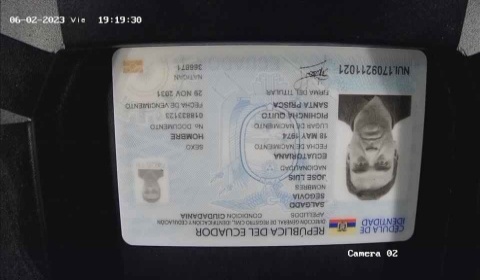 06-02-2023 Vie 19:19:30
REPÚBLICA DEL ECUADOR
DIRECCIÓN GENERAL DE REGISTRO CIVIL, IDENTIFICACIÓN Y CEDULACIÓN
CÉDULA DE IDENTIDAD
APELLIDOS
CONDICIÓN CIUDADANÍA
SALGADO
SEGOVIA
NOMBRES
JOSE LUIS
NACIONALIDAD
ECUATORIANA
FECHA DE NACIMIENTO
18 MAY 1974
LUGAR DE NACIMIENTO
PICHINCHA QUITO
SANTA PRISCA
FIRMA DEL TITULAR
SEXO
HOMBRE
No. DOCUMENTO
018831123
FECHA DE VENCIMIENTO
29 NOV 2031
NAT/CAN
366071
NUI.1709211021
Camera 02